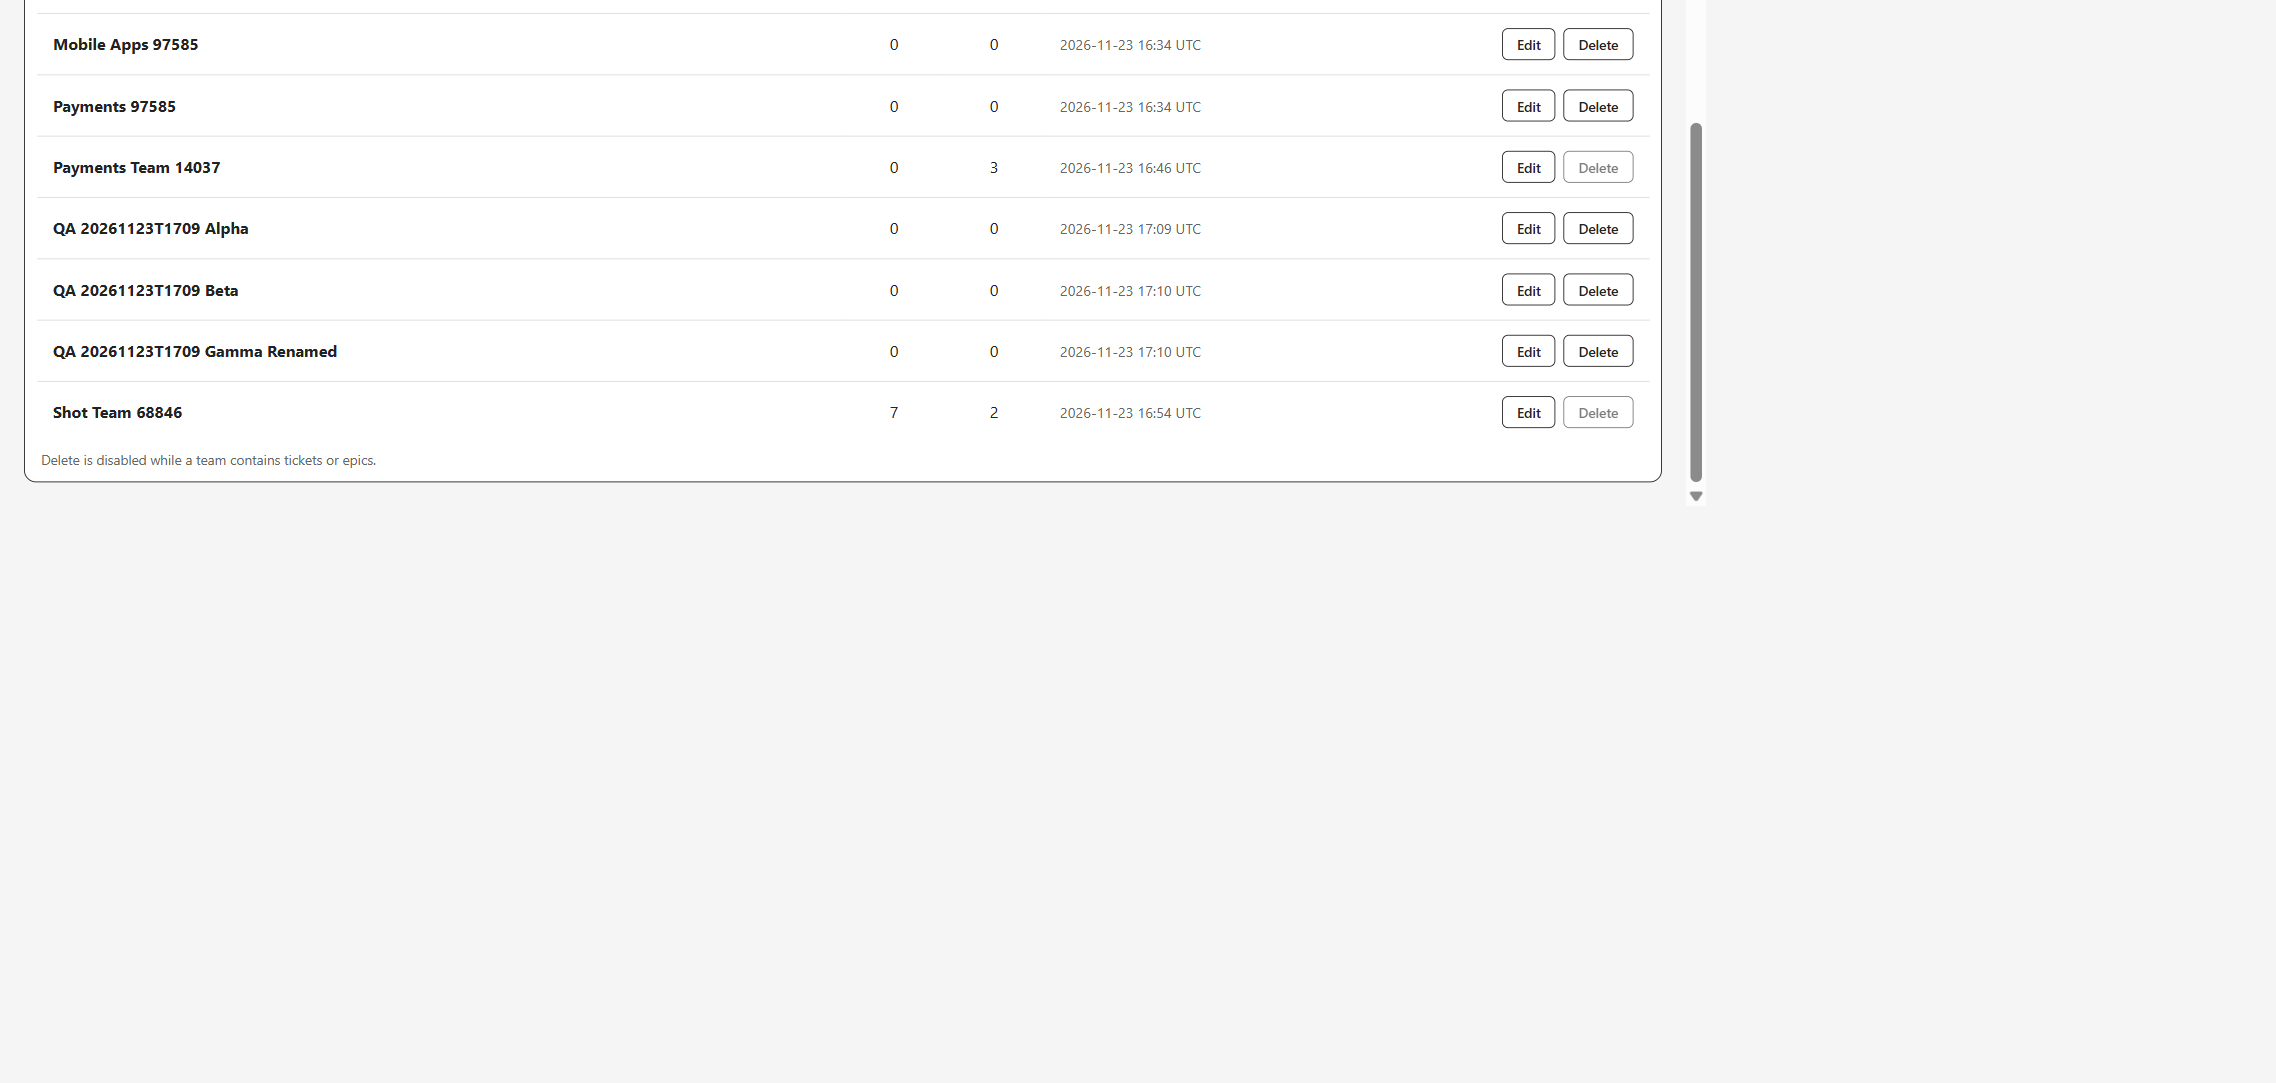 Mobile Apps 97585 0 0 2026-11-23 16:34 UTC Edit Delete
Payments 97585 0 0 2026-11-23 16:34 UTC Edit Delete
Payments Team 14037 0 3 2026-11-23 16:46 UTC Edit Delete
QA 20261123T1709 Alpha 0 0 2026-11-23 17:09 UTC Edit Delete
QA 20261123T1709 Beta 0 0 2026-11-23 17:10 UTC Edit Delete
QA 20261123T1709 Gamma Renamed 0 0 2026-11-23 17:10 UTC Edit Delete
Shot Team 68846 7 2 2026-11-23 16:54 UTC Edit Delete
Delete is disabled while a team contains tickets or epics.